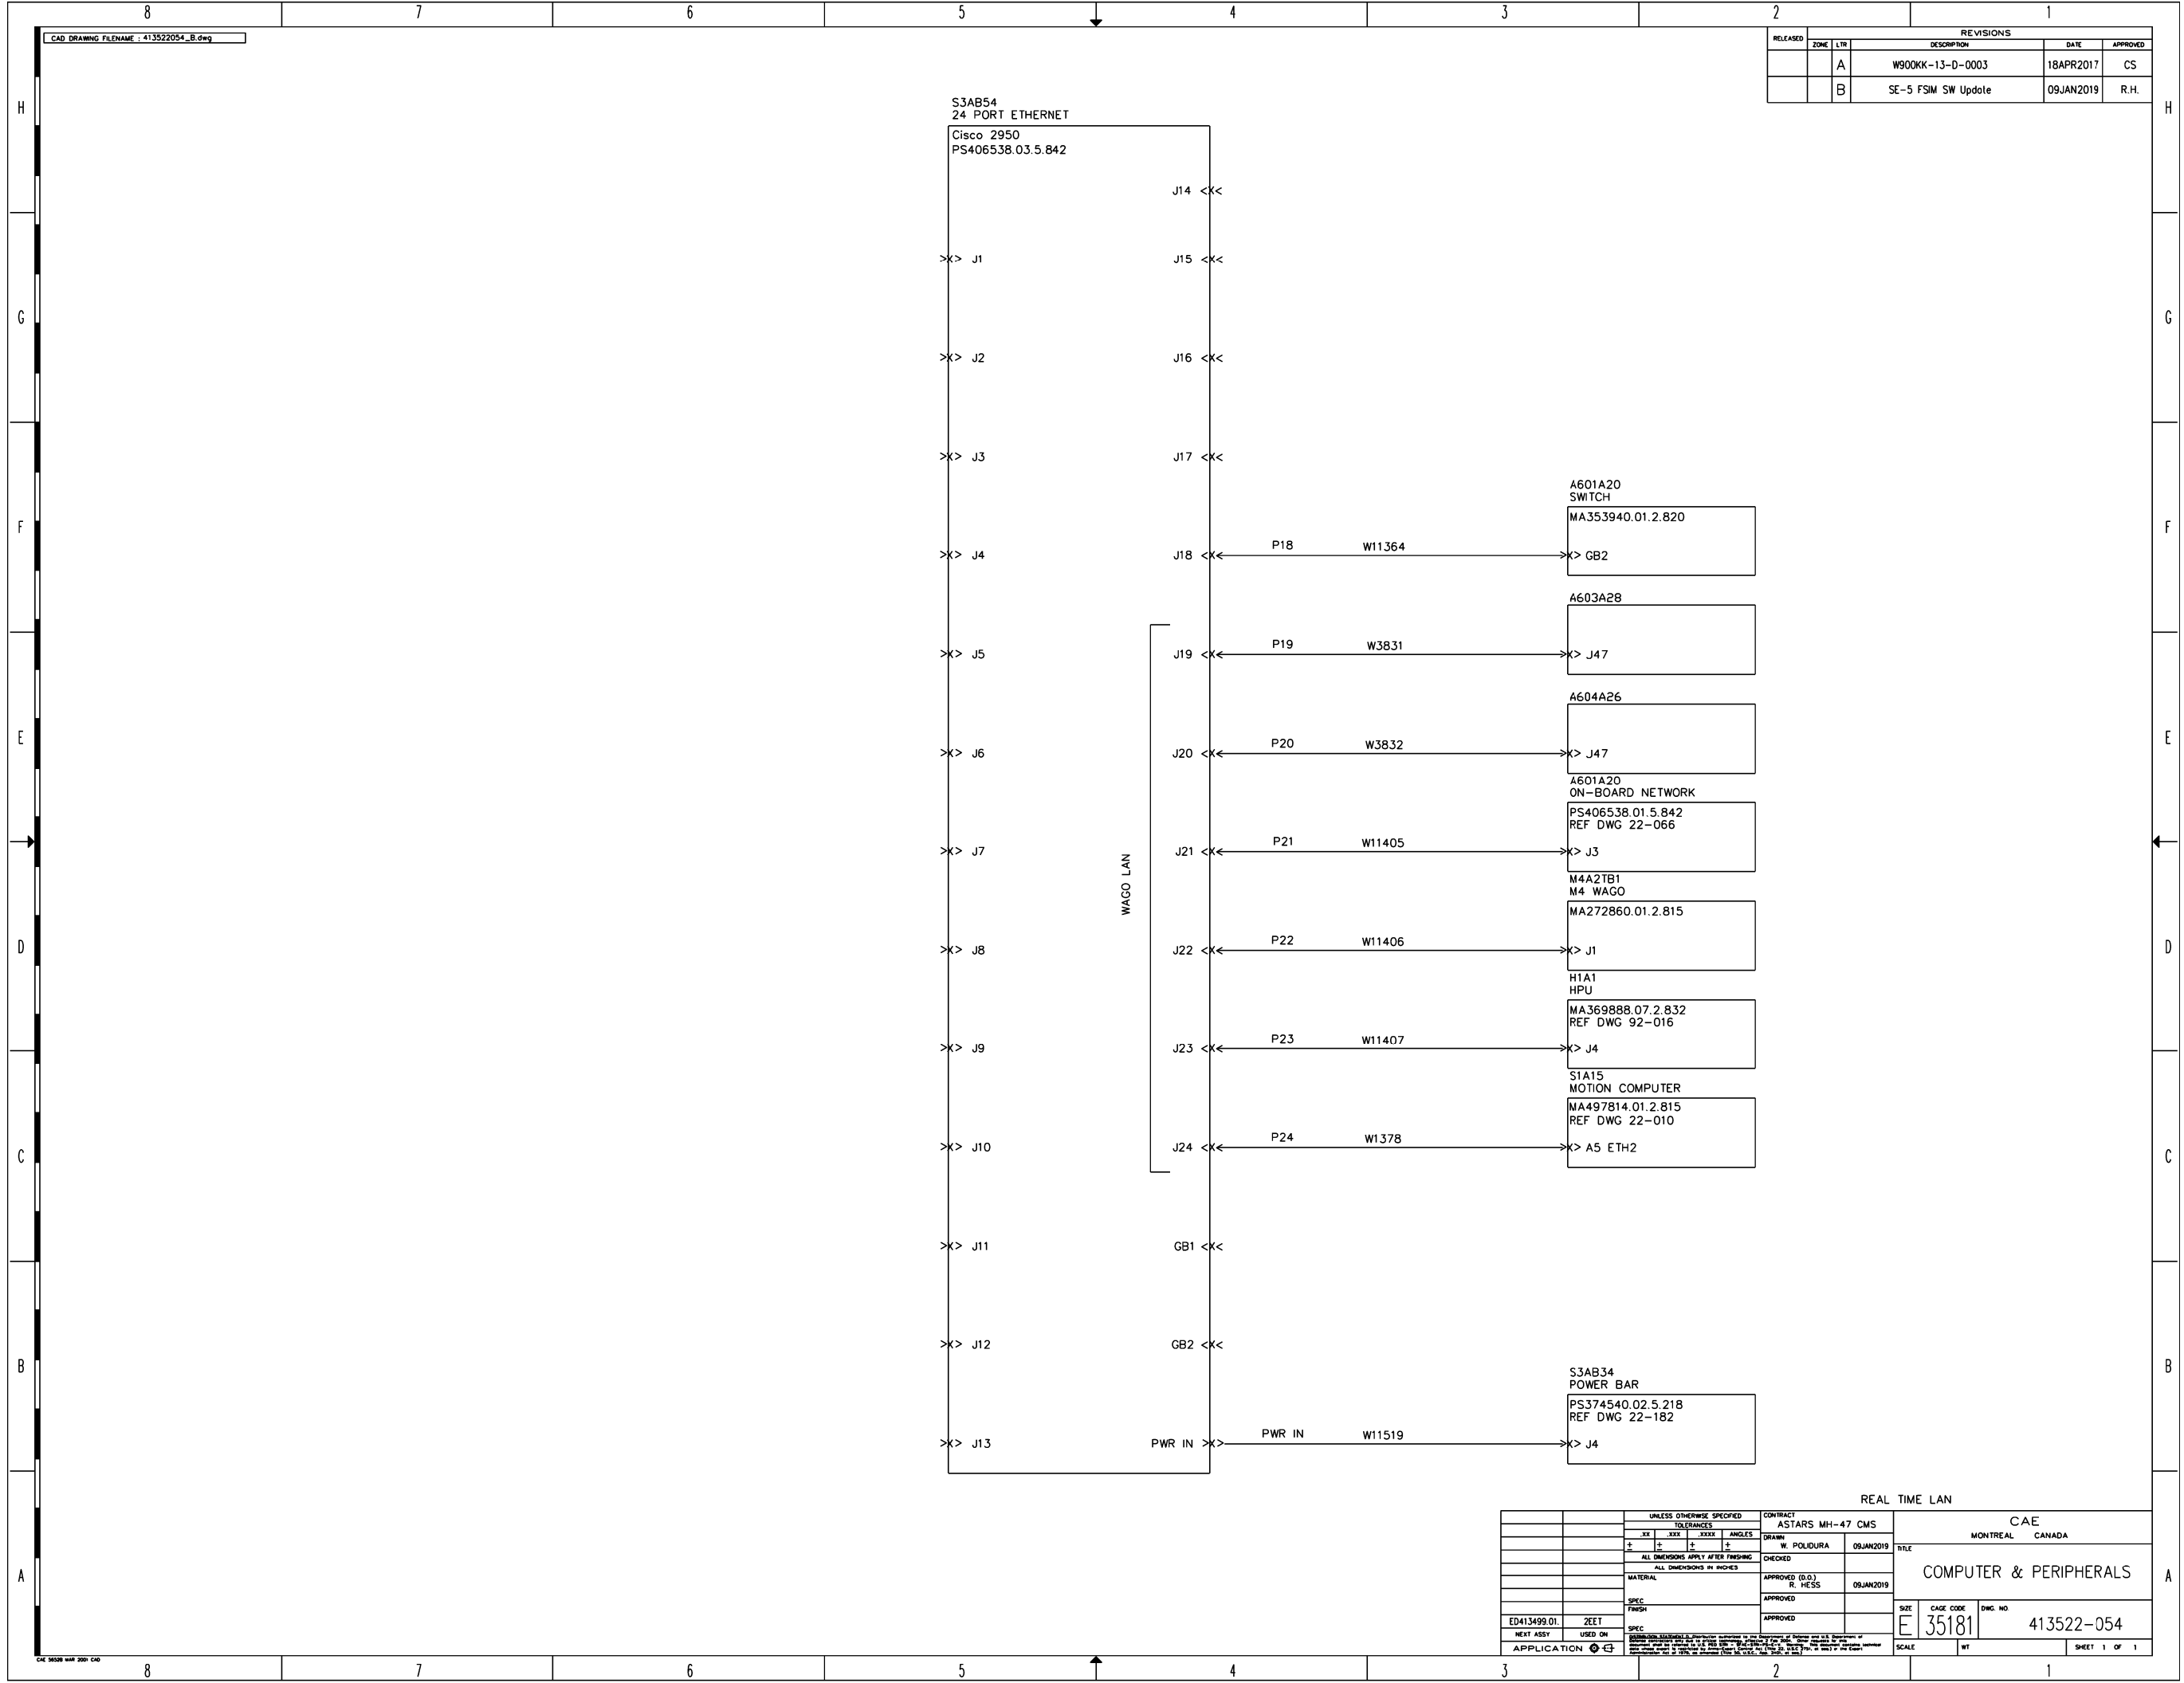 8 7 6 5 4 3 2 1
CAD DRAWING FILENAME : 413522054_B.dwg
REVISIONS
RELEASED ZONE LTR DESCRIPTION DATE APPROVED
A W900KK-13-D-0003 18APR2017 CS
B SE-5 FSIM SW Update 09JAN2019 R.H.
H H
G G
F F
E E
D D
C C
B B
A A
S3AB54
24 PORT ETHERNET
Cisco 2950
PS406538.03.5.842
J1
J2
J3
J4
J5
J6
J7
J8
J9
J10
J11
J12
J13
J14
J15
J16
J17
J18
J19
J20
J21
J22
J23
J24
GB1
GB2
PWR IN
WAGO LAN
P18 W11364
A601A20
SWITCH
MA353940.01.2.820
GB2
P19 W3831
A603A28
J47
P20 W3832
A604A26
J47
P21 W11405
A601A20
ON-BOARD NETWORK
PS406538.01.5.842
REF DWG 22-066
J3
P22 W11406
M4A2TB1
M4 WAGO
MA272860.01.2.815
J1
P23 W11407
H1A1
HPU
MA369888.07.2.832
REF DWG 92-016
J4
P24 W1378
S1A15
MOTION COMPUTER
MA497814.01.2.815
REF DWG 22-010
A5 ETH2
PWR IN W11519
S3AB34
POWER BAR
PS374540.02.5.218
REF DWG 22-182
J4
REAL TIME LAN
UNLESS OTHERWISE SPECIFIED
TOLERANCES
.XX .XXX .XXXX ANGLES
± ± ± ±
ALL DIMENSIONS APPLY AFTER FINISHING
ALL DIMENSIONS IN INCHES
MATERIAL
SPEC
FINISH
SPEC
CONTRACT
ASTARS MH-47 CMS
DRAWN
W. POLIDURA 09JAN2019
CHECKED
APPROVED (D.O.)
R. HESS 09JAN2019
APPROVED
APPROVED
CAE
MONTREAL CANADA
TITLE
COMPUTER & PERIPHERALS
SIZE CAGE CODE DWG. NO.
E 35181 413522-054
SCALE WT SHEET 1 OF 1
ED413499.01. 2EET
NEXT ASSY USED ON
APPLICATION
CAE 36528 MAR 2001 CAD
8 7 6 5 4 3 2 1